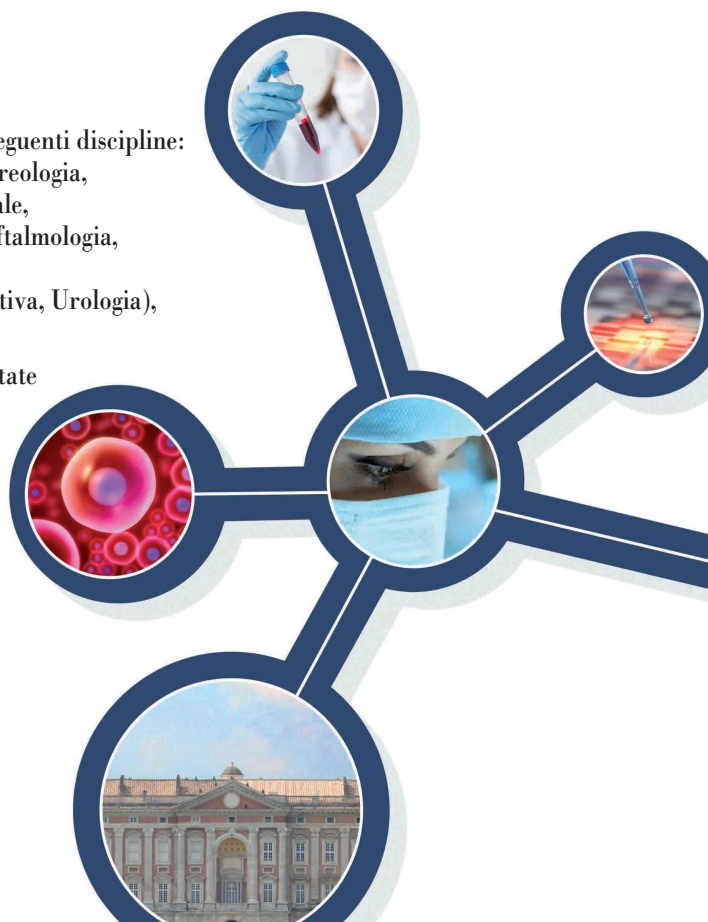 eguenti discipline:
reologia,
ale,
ftalmologia,
tiva, Urologia),
tate